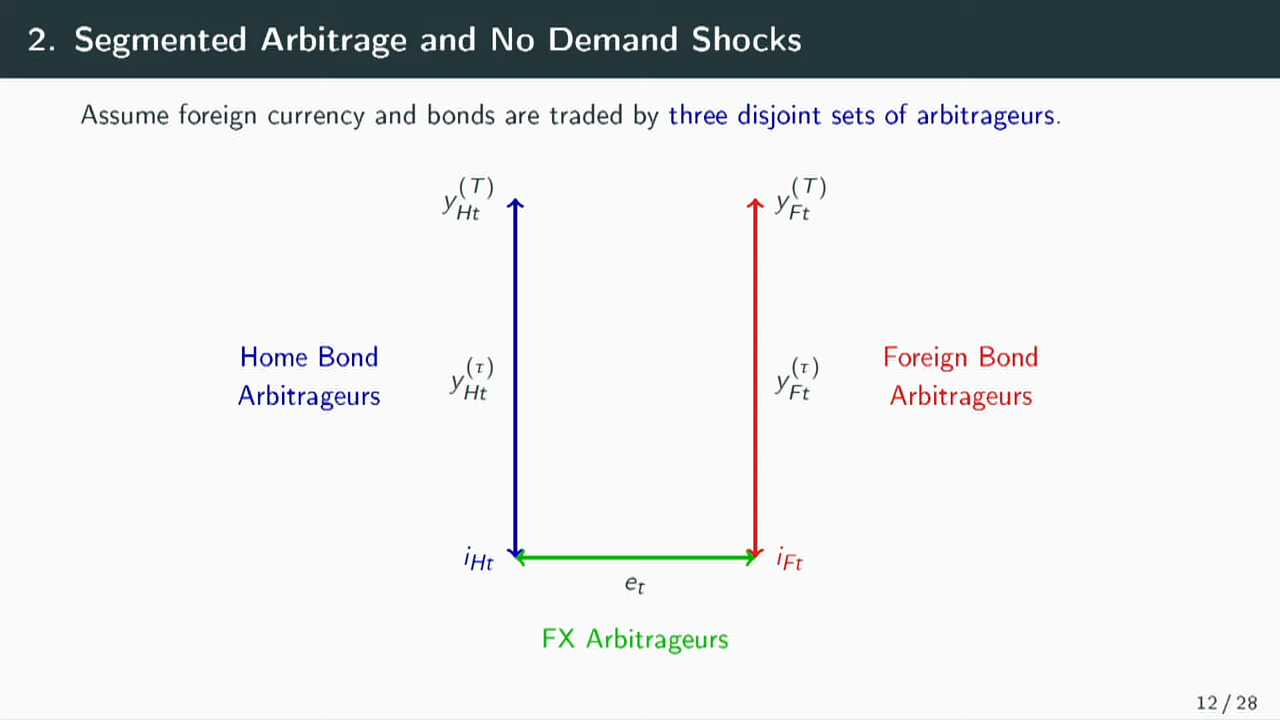 2. Segmented Arbitrage and No Demand Shocks
Assume foreign currency and bonds are traded by three disjoint sets of arbitrageurs.
y_{Ht}^{(T)}
y_{Ft}^{(T)}
Home Bond
Arbitrageurs
y_{Ht}^{(τ)}
y_{Ft}^{(τ)}
Foreign Bond
Arbitrageurs
i_{Ht}
i_{Ft}
e_t
FX Arbitrageurs
12 / 28